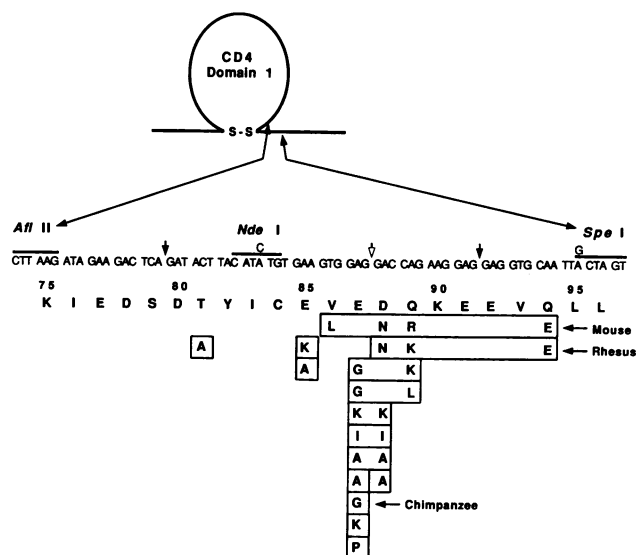 CD4
Domain 1
S-S
Afl II
Nde I
Spe I
C
G
CTT AAG ATA GAA GAC TCA GAT ACT TAC ATA TGT GAA GTG GAG GAC CAG AAG GAG GAG GTG CAA TTA CTA GT
75 80 85 90 95
K I E D S D T Y I C E V E D Q K E E V Q L L
L N R E Mouse
A K N K E Rhesus
A G K
G L
K K
I I
A A
A A
G Chimpanzee
K
P